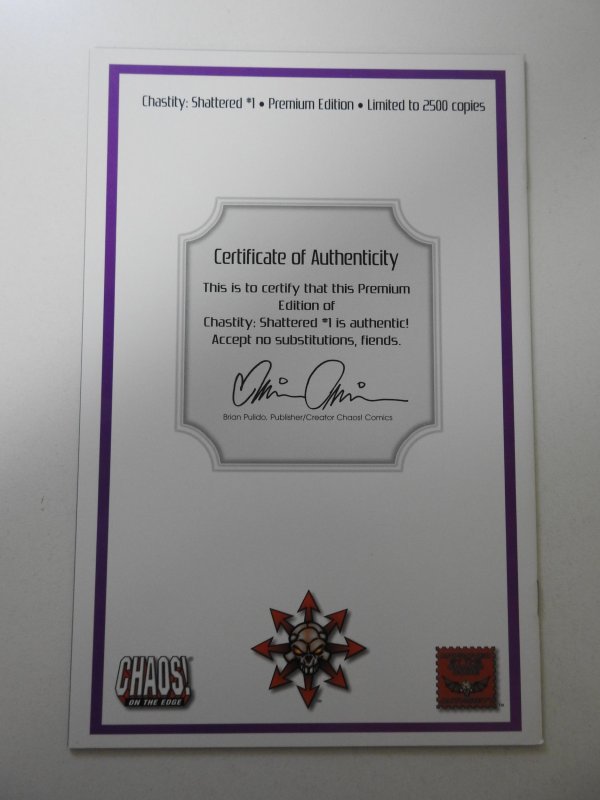 Chastity: Shattered #1 • Premium Edition • Limited to 2500 copies
Certificate of Authenticity
This is to certify that this Premium
Edition of
Chastity: Shattered #1 is authentic!
Accept no substitutions, fiends.
Brian Pulido, Publisher/Creator Chaos! Comics
CHAOS!
ON THE EDGE
TM
TM